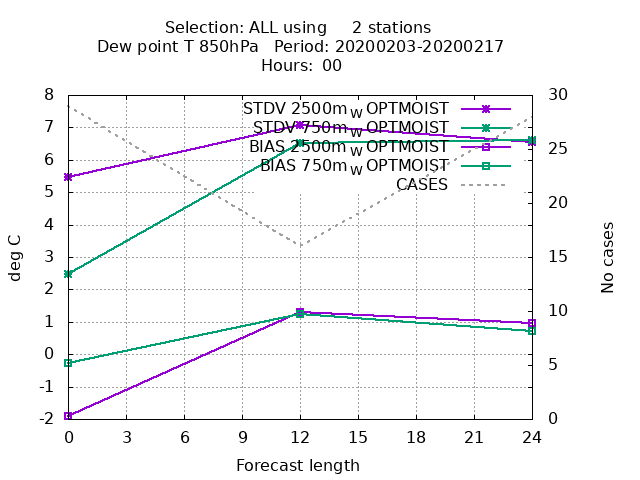 Selection: ALL using 2 stations
Dew point T 850hPa Period: 20200203-20200217
Hours: 00
8 30
STDV 2500m_W OPTMOIST
7 STDV 750m_W OPTMOIST
BIAS 2500m_W OPTMOIST 25
6 BIAS 750m_W OPTMOIST
CASES
5 20
4
3 15
2
1 10
0 5
-1
-2 0
deg C
No cases
0 3 6 9 12 15 18 21 24
Forecast length